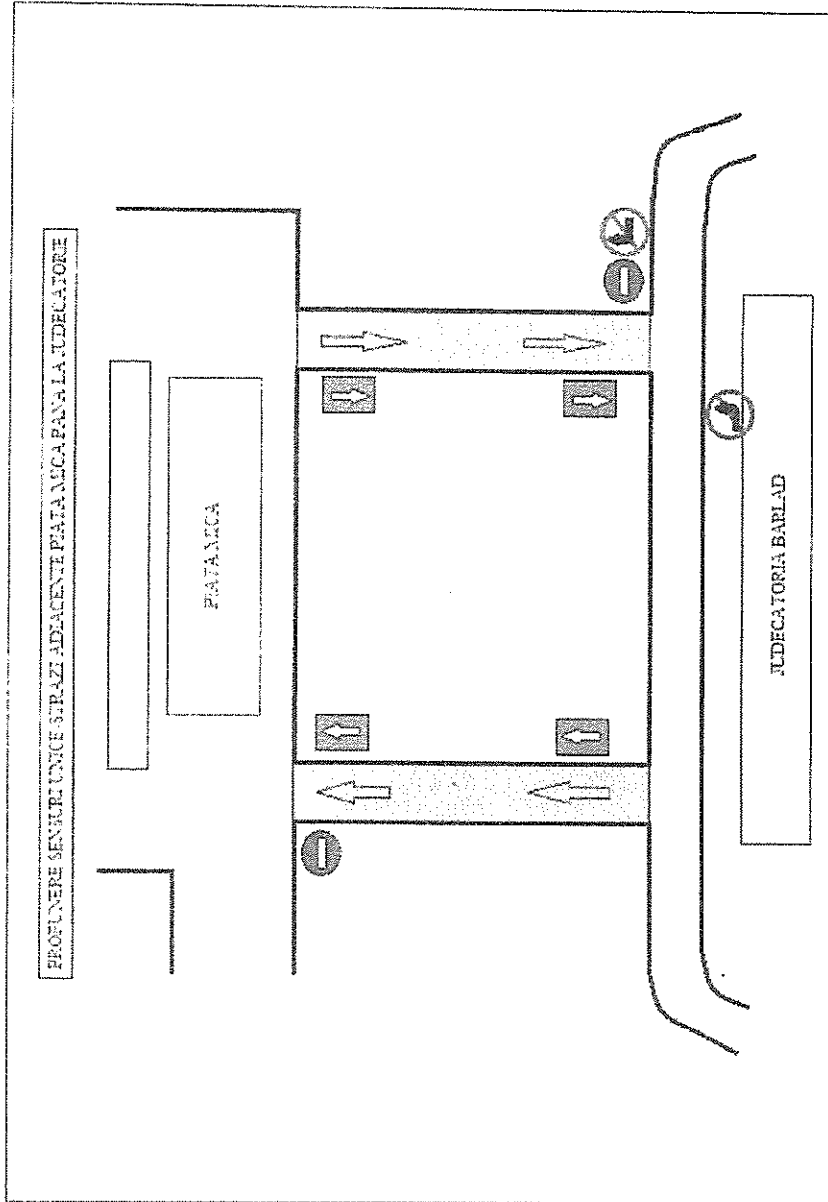 PROPUNERE SENSURI UNICE STRAZI ADIACENTE PIATA MICA PANA LA JUDECATORIE
PIATA MICA
JUDECATORIA BARLAD